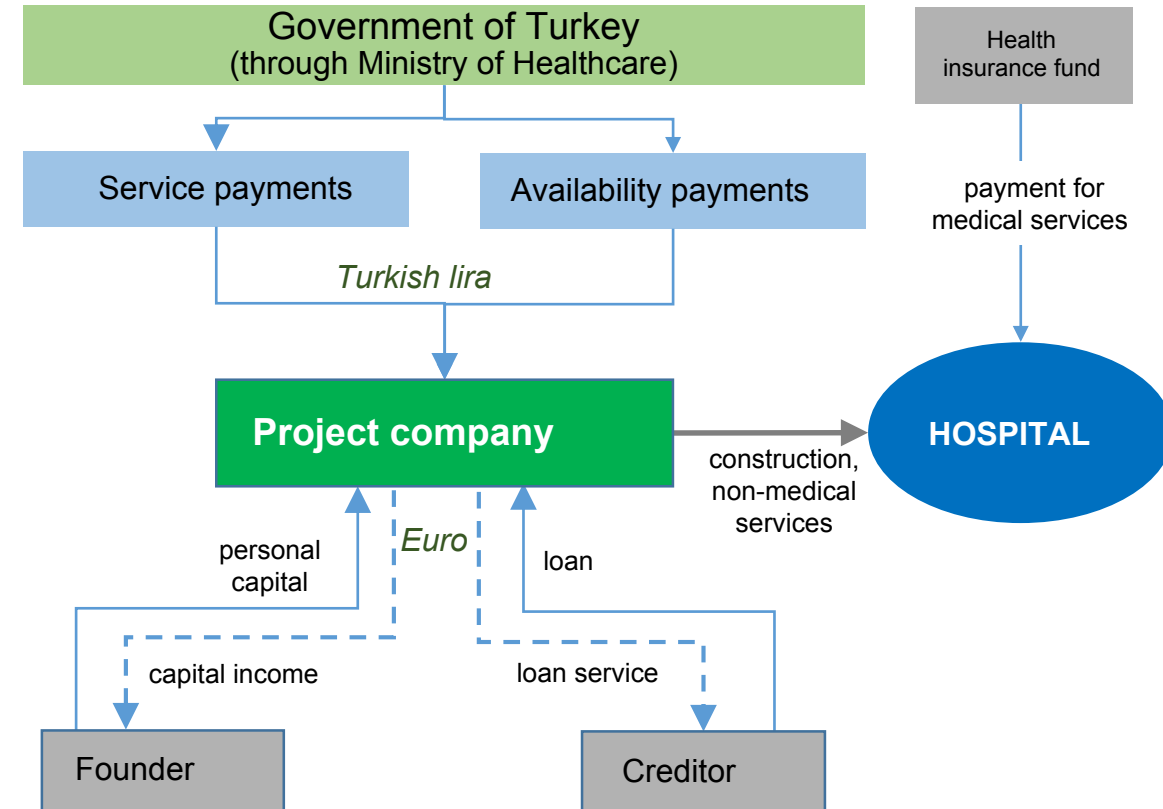 Government of Turkey
(through Ministry of Healthcare)
Health
insurance fund
Service payments
Availability payments
payment for
medical services
Turkish lira
Project company
HOSPITAL
construction,
non-medical
services
Euro
personal
capital
loan
capital income
loan service
Founder
Creditor